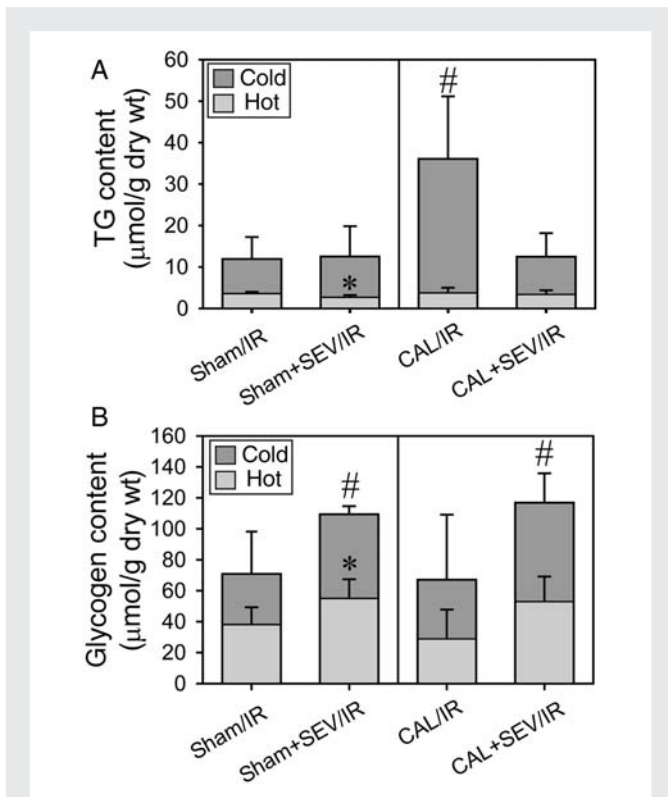 A
TG content
(μmol/g dry wt)
60
50
40
30
20
10
0
Cold
Hot
#
*
Sham/IR
Sham+SEV/IR
CAL/IR
CAL+SEV/IR
B
Glycogen content
(μmol/g dry wt)
160
140
120
100
80
60
40
20
0
Cold
Hot
#
#
*
Sham/IR
Sham+SEV/IR
CAL/IR
CAL+SEV/IR